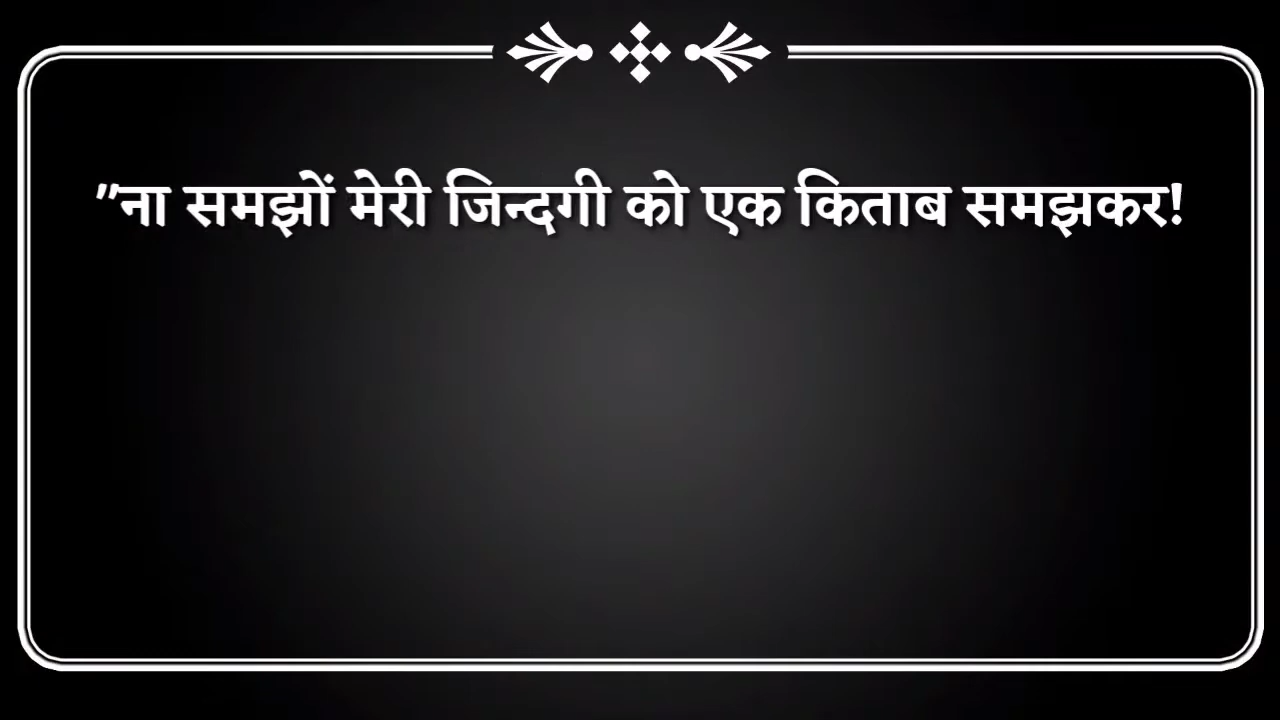 "ना समझों मेरी जिन्दगी को एक किताब समझकर!